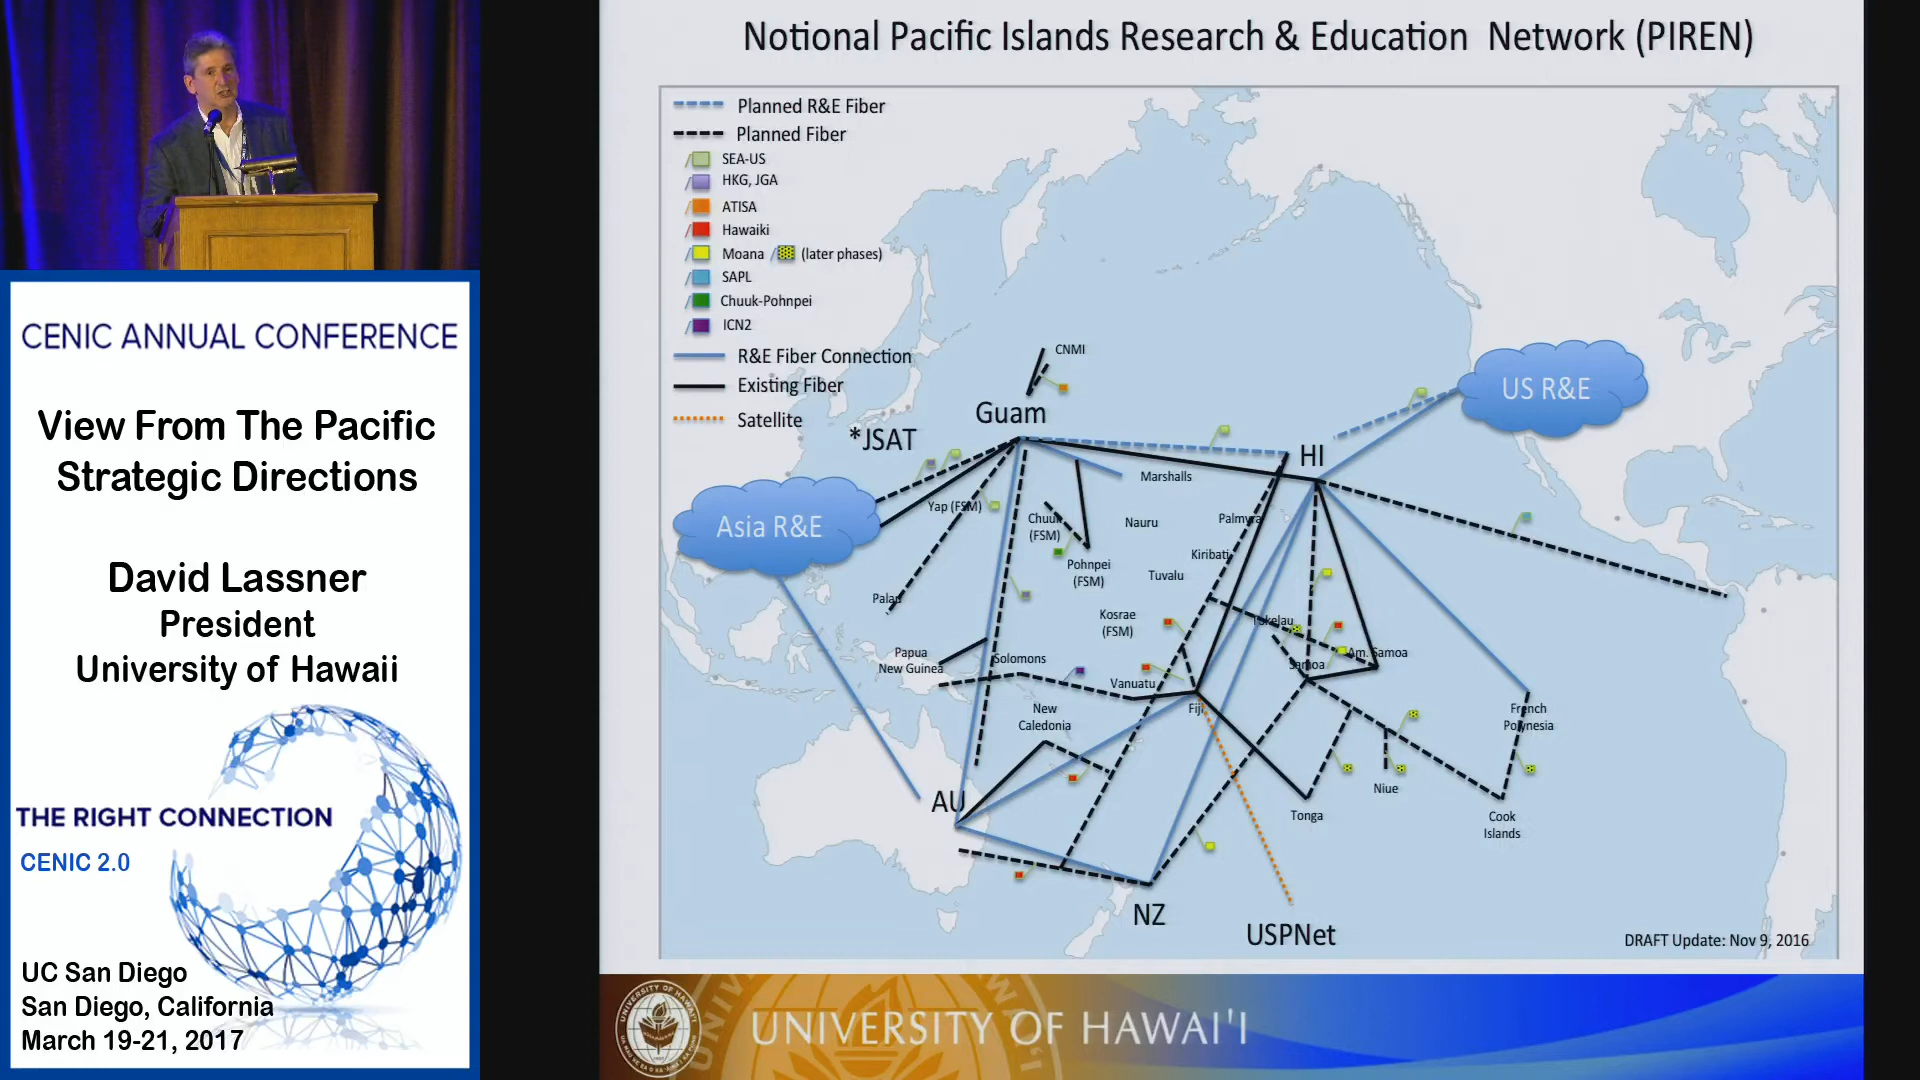 CENIC ANNUAL CONFERENCE
View From The Pacific
Strategic Directions
David Lassner
President
University of Hawaii
THE RIGHT CONNECTION
CENIC 2.0
UC San Diego
San Diego, California
March 19-21, 2017
Notional Pacific Islands Research & Education Network (PIREN)
Planned R&E Fiber
Planned Fiber
SEA-US
HKG, JGA
ATISA
Hawaiki
Moana
(later phases)
SAPL
Chuuk-Pohnpei
ICN2
R&E Fiber Connection
Existing Fiber
Satellite
CNMI
Guam
*JSAT
US R&E
HI
Marshalls
Asia R&E
Yap (FSM)
Chuuk
(FSM)
Nauru
Palmyra
Pohnpei
(FSM)
Kiribati
Tuvalu
Palau
Kosrae
(FSM)
Tokelau
Papua
New Guinea
Solomons
Samoa
Am. Samoa
Vanuatu
Fiji
New
Caledonia
French
Polynesia
AU
Niue
Tonga
Cook
Islands
NZ
USPNet
DRAFT Update: Nov 9, 2016
UNIVERSITY OF HAWAI'I